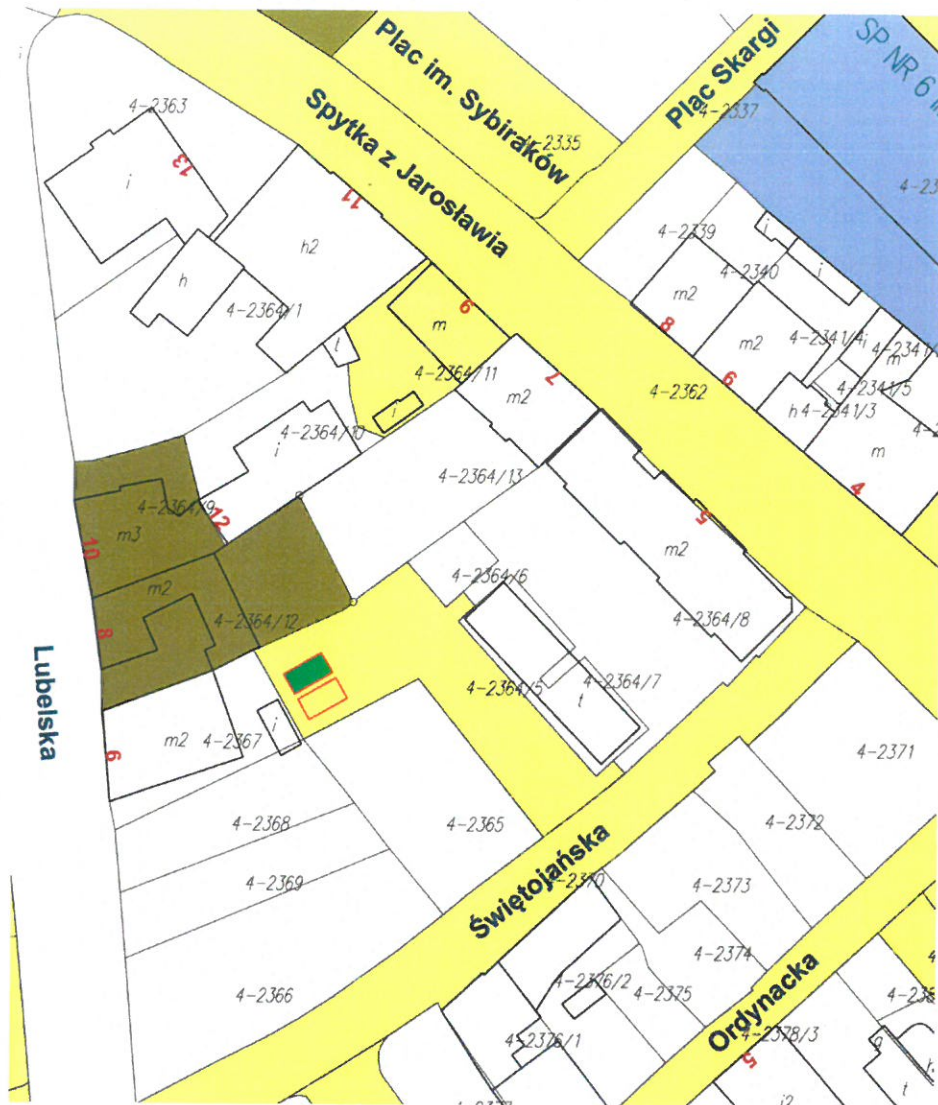 Plac im. Sybiraków
Plac Skargi
SP NR 6
4-2337
4-2363
Spytka z Jarosławia
4-2335
13
i
11
h2
4-2339
i
4-2340
i
h
4-2364/1
m2
8
m
9
4-2341/4
i
m2
m
t
4-2364/11
7
4-2362
6
4-2341/5
m2
i
h
4-2341/3
4-2364/10
i
m
4-2364/13
4
4-2364/9
12
5
m3
10
m2
m2
4-2364/6
8
4-2364/12
4-2364/8
Lubelska
4-2364/5
4-2364/7
t
i
m2
4-2367
6
4-2371
4-2368
4-2365
4-2372
4-2369
Świętojańska
4-2370
4-2373
4-2374
4-2366
4-2376/2
4-2375
Ordynacka
4-2376/1
4-2378/3
5
g
t
i2